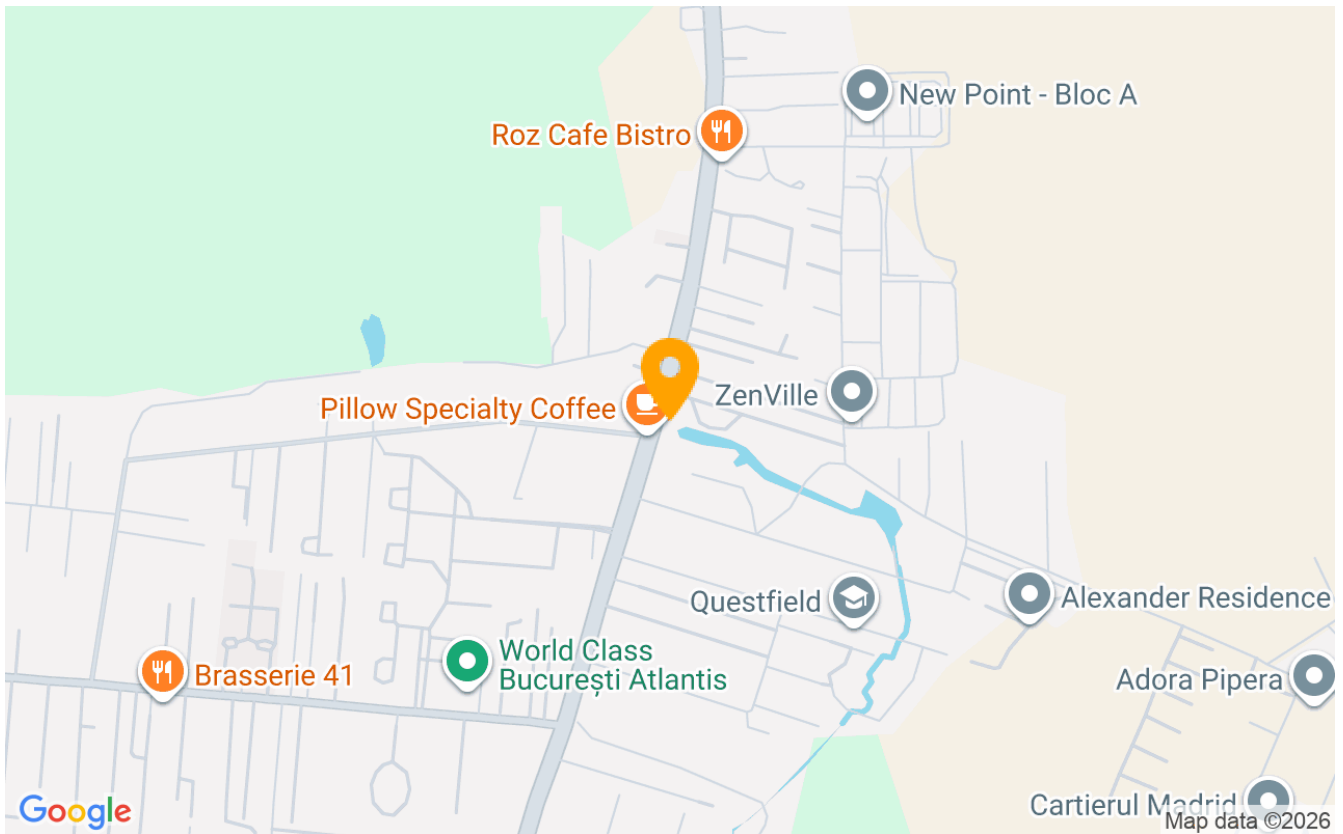 New Point - Bloc A
Roz Cafe Bistro
ZenVille
Pillow Specialty Coffee
Questfield
Alexander Residence
World Class
București Atlantis
Brasserie 41
Adora Pipera
Cartierul Madrid
Google
Map data ©2026